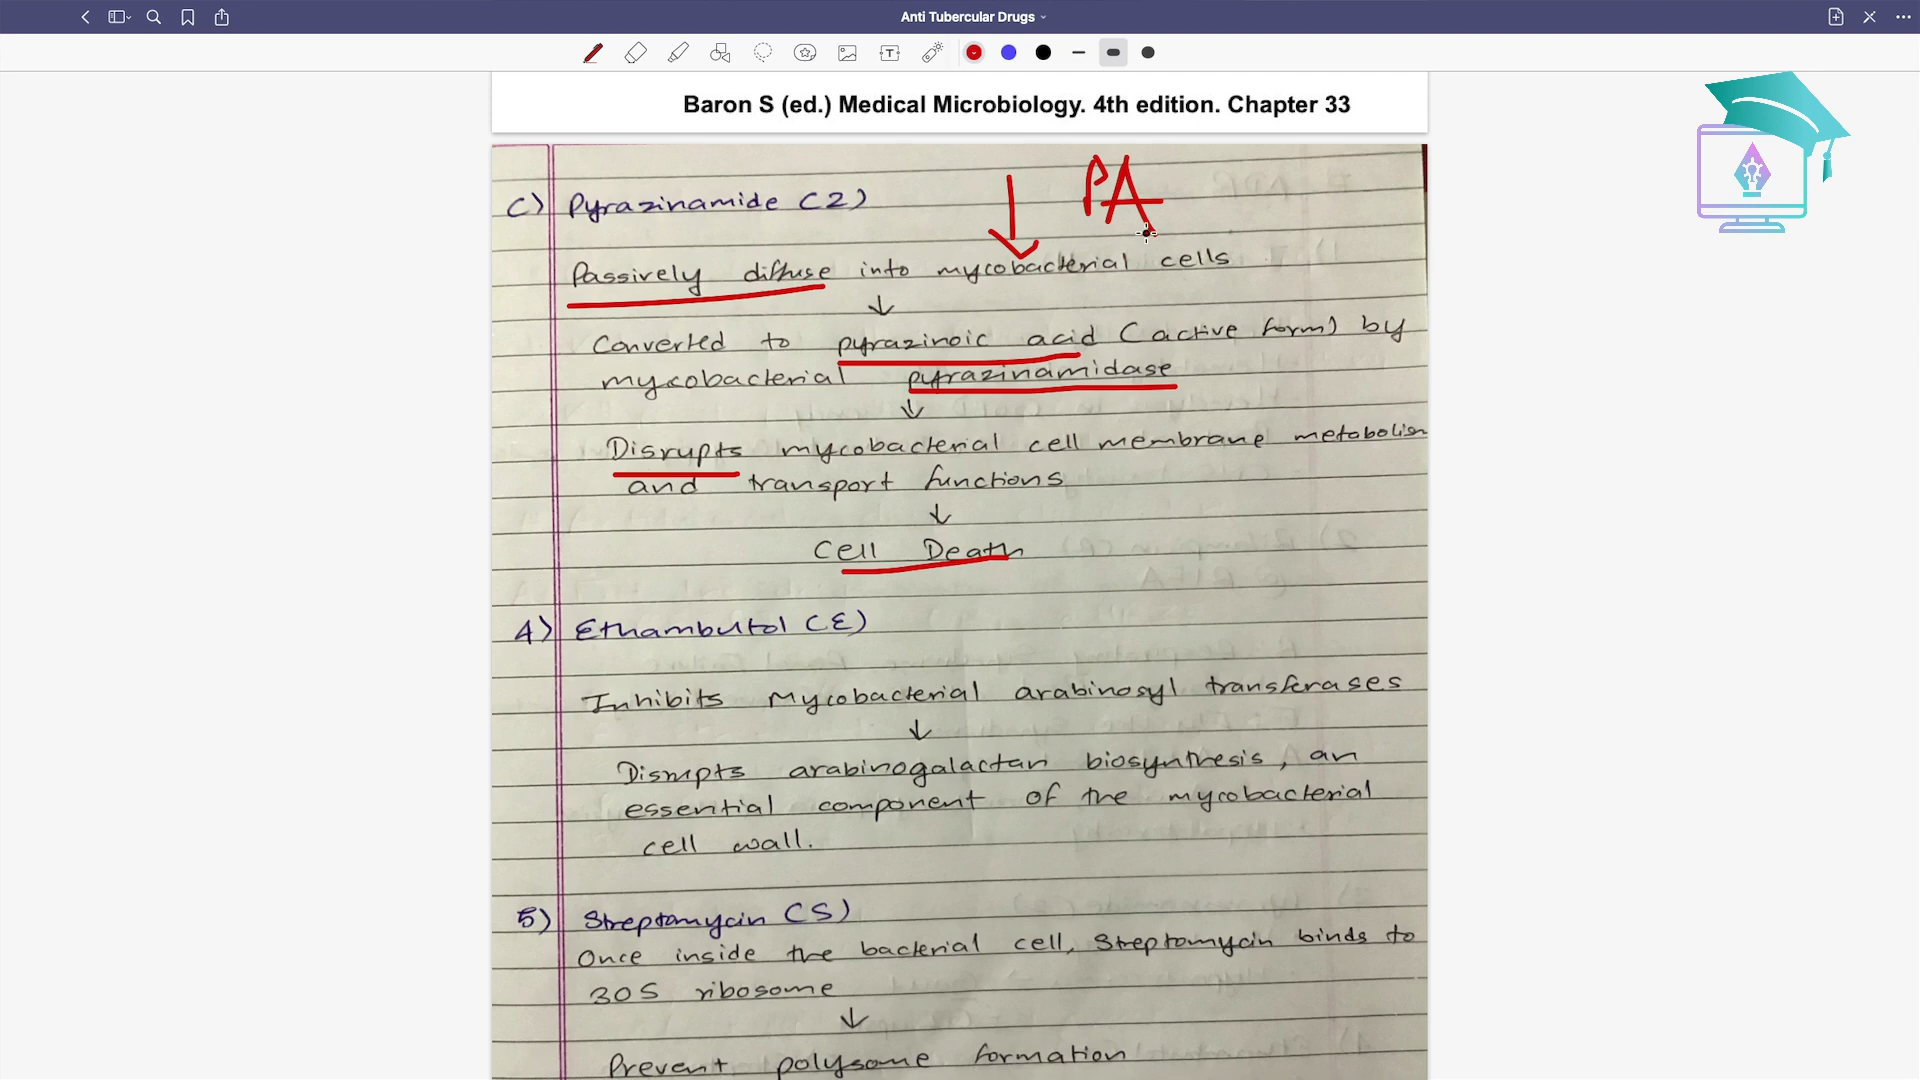 Anti Tubercular Drugs
Baron S (ed.) Medical Microbiology. 4th edition. Chapter 33
PA
C) Pyrazinamide (Z)
Passively diffuse into mycobacterial cells
↓
Converted to pyrazinoic acid (active form) by
mycobacterial pyrazinamidase
↓
Disrupts mycobacterial cell membrane metabolism
and transport functions
↓
Cell Death
4) Ethambutol (E)
Inhibits Mycobacterial arabinosyl transferases
↓
Disrupts arabinogalactan biosynthesis, an
essential component of the mycobacterial
cell wall.
5) Streptomycin (S)
Once inside the bacterial cell, Streptomycin binds to
30S ribosome
↓
Prevent polysome formation